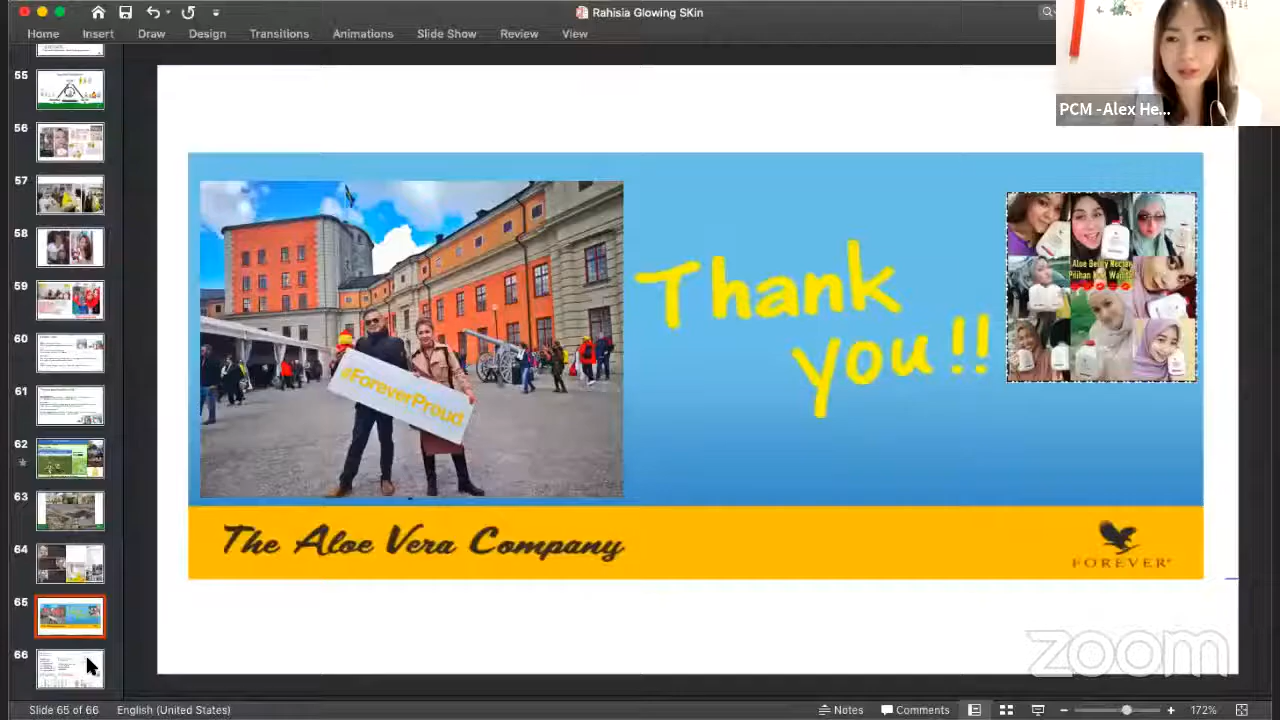 Rahisia Glowing SKin
Home Insert Draw Design Transitions Animations Slide Show Review View
PCM -Alex He...
55
56
57
58
59
60
61
62
63
64
65
66
Thank
you!!
#ForeverProud
Aloe Berry Nectar
The Aloe Vera Company
FOREVER
zoom
Slide 65 of 66 English (United States) Notes Comments 172%